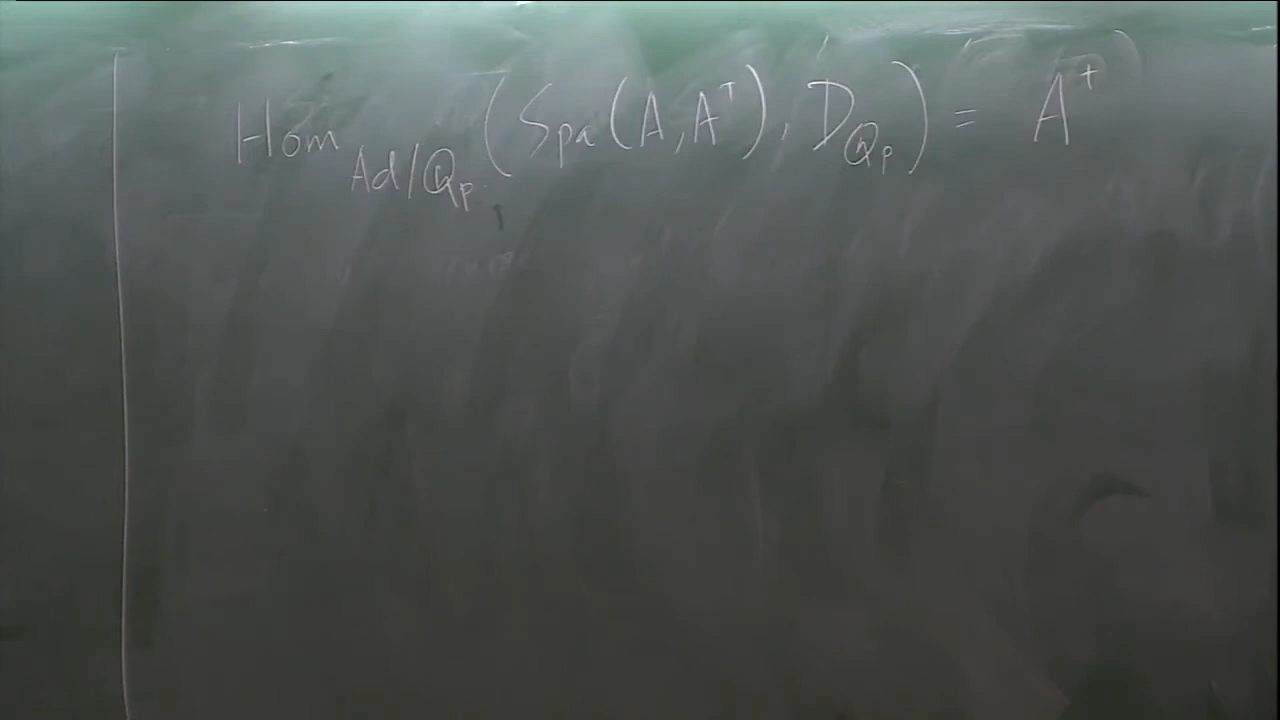 Hom_{Ad/ℚ_p}(Spa(A, A⁺), D_{ℚ_p}) = A⁺